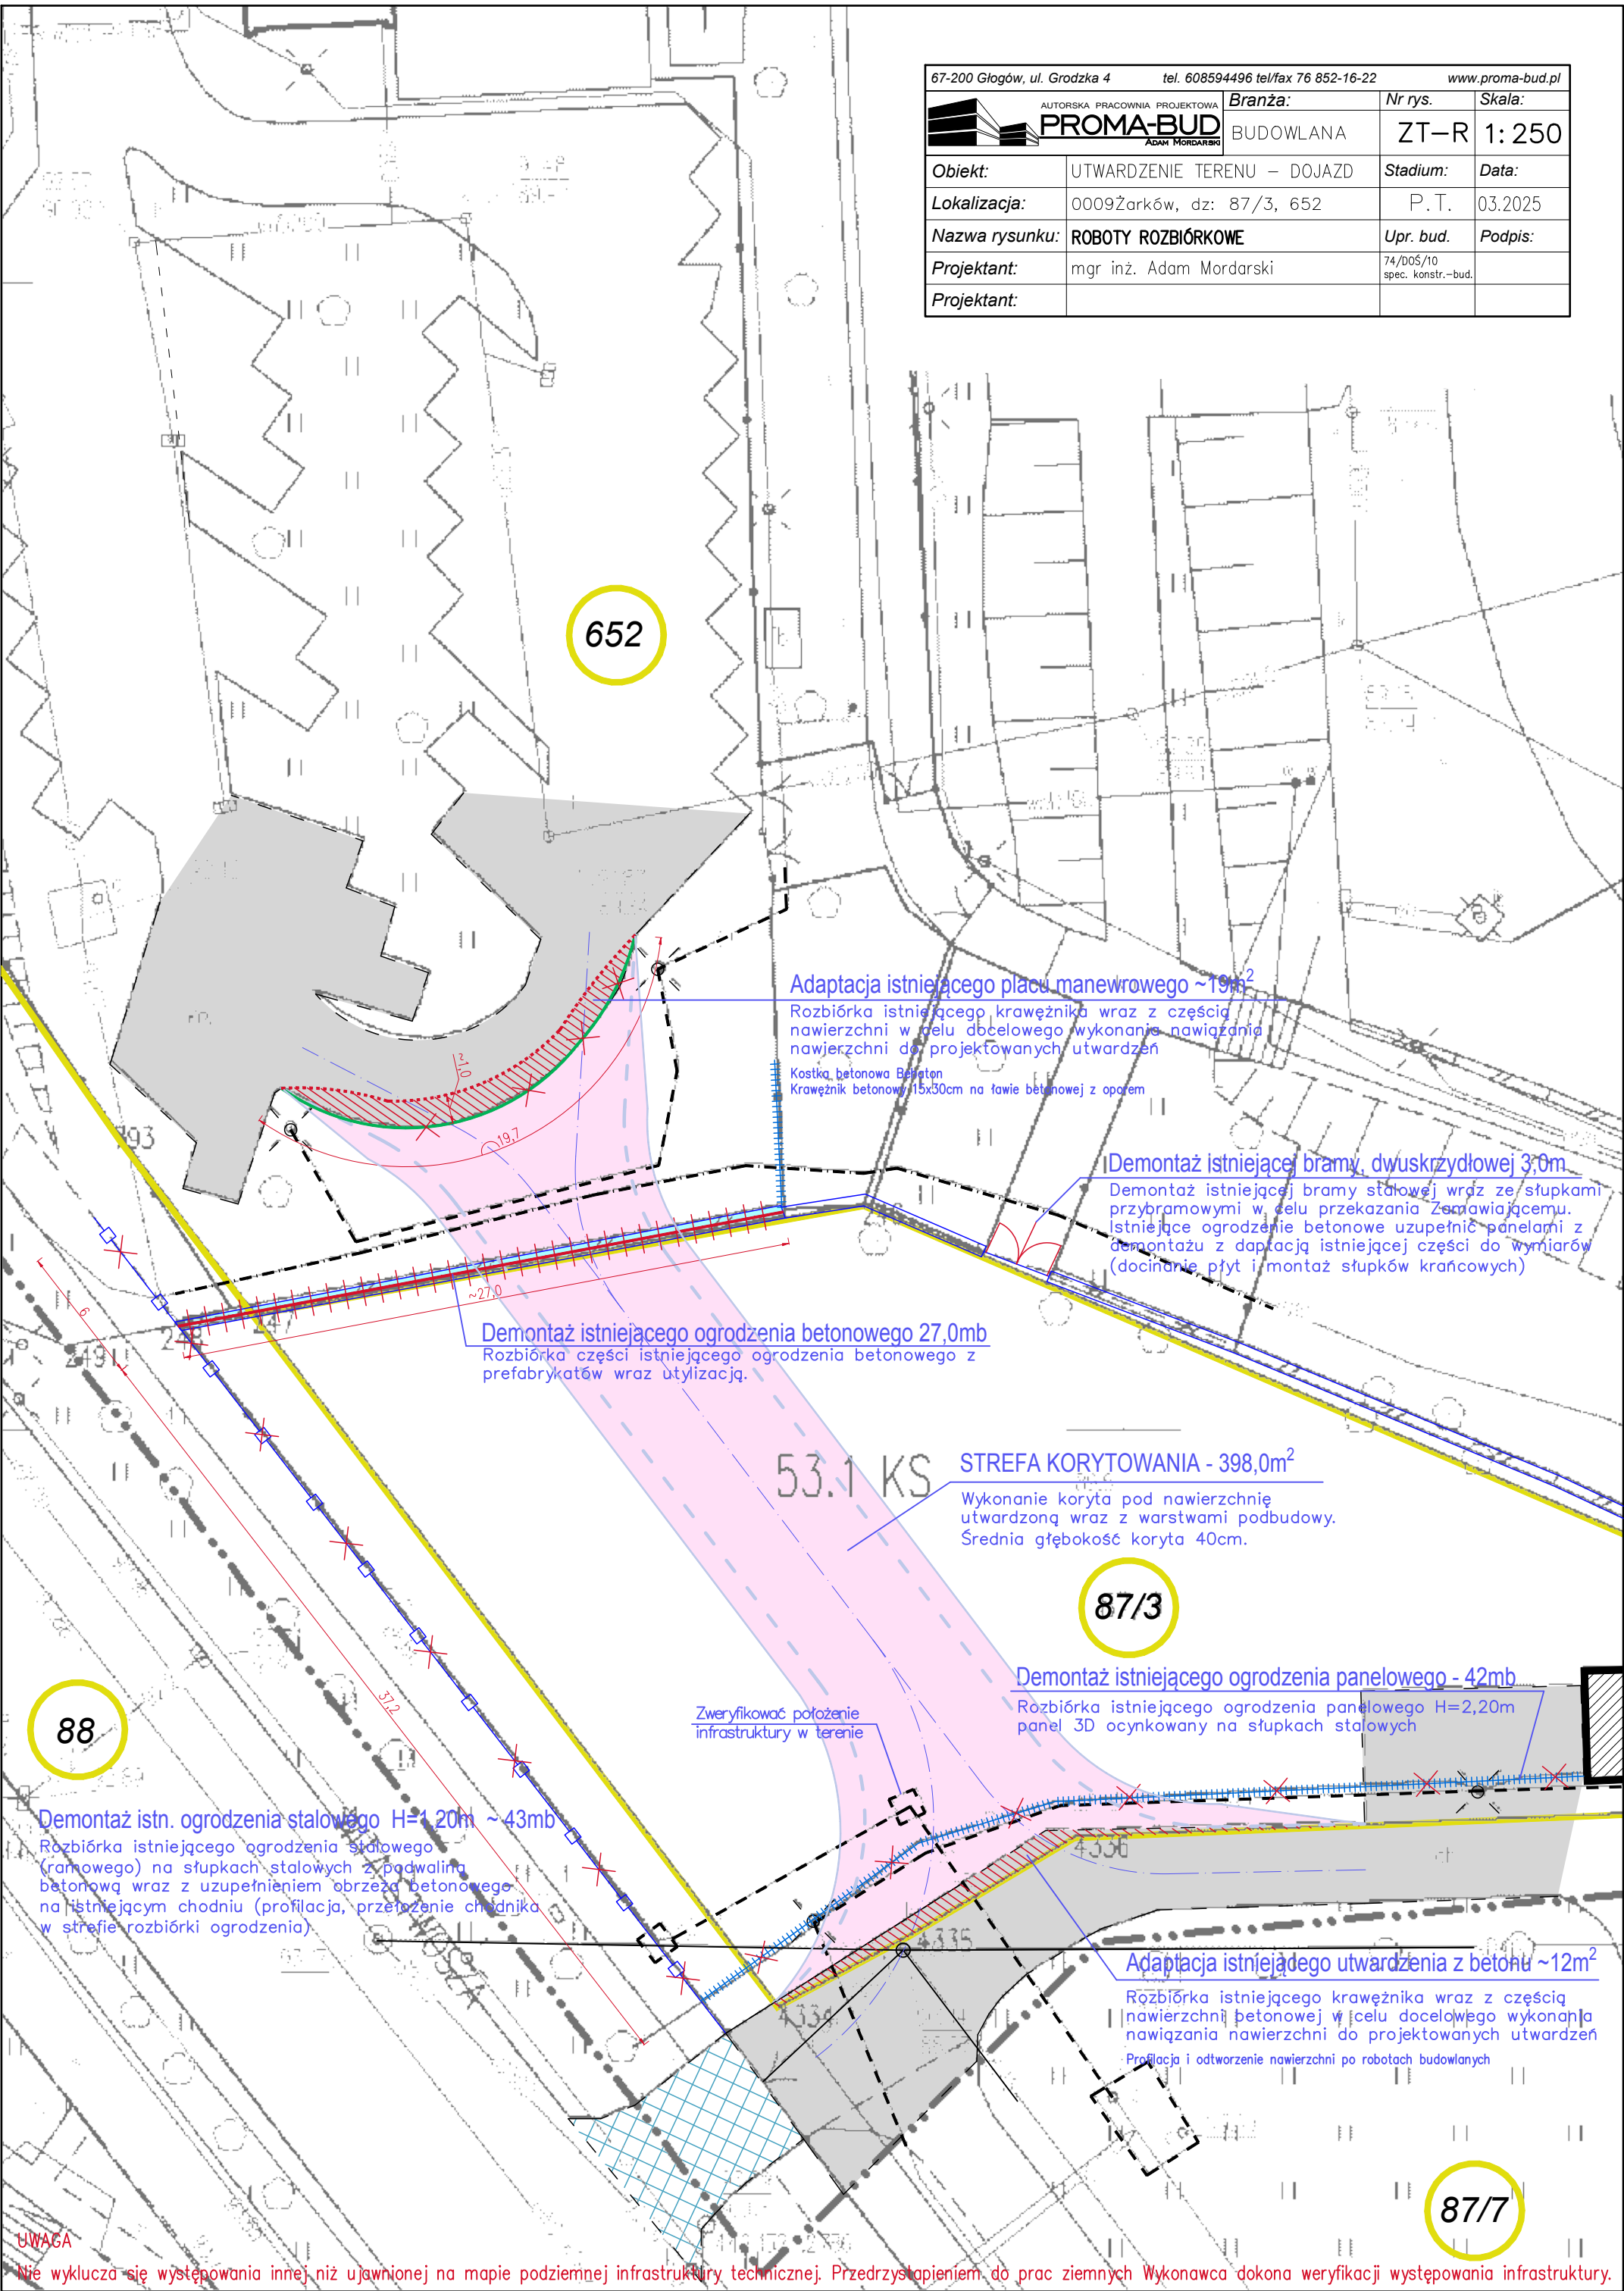 67-200 Głogów, ul. Grodzka 4 tel. 608594496 tel/fax 76 852-16-22 www.proma-bud.pl
AUTORSKA PRACOWNIA PROJEKTOWA
PROMA-BUD
ADAM MORDARSKI
Branża:
BUDOWLANA
Nr rys.
ZT-R
Skala:
1: 250
Obiekt: UTWARDZENIE TERENU – DOJAZD Stadium: Data:
Lokalizacja: 0009Żarków, dz: 87/3, 652 P.T. 03.2025
Nazwa rysunku: ROBOTY ROZBIÓRKOWE Upr. bud. Podpis:
Projektant: mgr inż. Adam Mordarski 74/DOŚ/10
spec. konstr.-bud.
Projektant:
652
Adaptacja istniejącego placu manewrowego ~19m²
Rozbiórka istniejącego krawężnika wraz z częścią
nawierzchni w celu docelowego wykonania nawiązania
nawierzchni do projektowanych utwardzeń
Kostka betonowa Behaton
Krawężnik betonowy 15x30cm na ławie betonowej z oporem
~1,0
19,7
793
Demontaż istniejącej bramy, dwuskrzydłowej 3,0m
Demontaż istniejącej bramy stalowej wraz ze słupkami
przybramowymi w celu przekazania Zamawiającemu.
Istniejące ogrodzenie betonowe uzupełnić panelami z
demontażu z daptacją istniejącej części do wymiarów
(docinanie płyt i montaż słupków krańcowych)
~27,0
6
248
247
249
Demontaż istniejącego ogrodzenia betonowego 27,0mb
Rozbiórka części istniejącego ogrodzenia betonowego z
prefabrykatów wraz utylizacją.
53.1 KS
STREFA KORYTOWANIA - 398,0m²
Wykonanie koryta pod nawierzchnię
utwardzoną wraz z warstwami podbudowy.
Średnia głębokość koryta 40cm.
87/3
Demontaż istniejącego ogrodzenia panelowego - 42mb
Rozbiórka istniejącego ogrodzenia panelowego H=2,20m
panel 3D ocynkowany na słupkach stalowych
37,2
Zweryfikować położenie
infrastruktury w terenie
88
Demontaż istn. ogrodzenia stalowego H=1,20m ~ 43mb
Rozbiórka istniejącego ogrodzenia stalowego
(ramowego) na słupkach stalowych z podwaliną
betonową wraz z uzupełnieniem obrzeża betonowego
na istniejącym chodniu (profilacja, przełożenie chodnika
w strefie rozbiórki ogrodzenia)
4336
4335
4334
Adaptacja istniejącego utwardzenia z betonu ~12m²
Rozbiórka istniejącego krawężnika wraz z częścią
nawierzchni betonowej w celu docelowego wykonania
nawiązania nawierzchni do projektowanych utwardzeń
Profilacja i odtworzenie nawierzchni po robotach budowlanych
87/7
UWAGA
Nie wyklucza się występowania innej niż ujawnionej na mapie podziemnej infrastruktury technicznej. Przedrzystąpieniem do prac ziemnych Wykonawca dokona weryfikacji występowania infrastruktury.